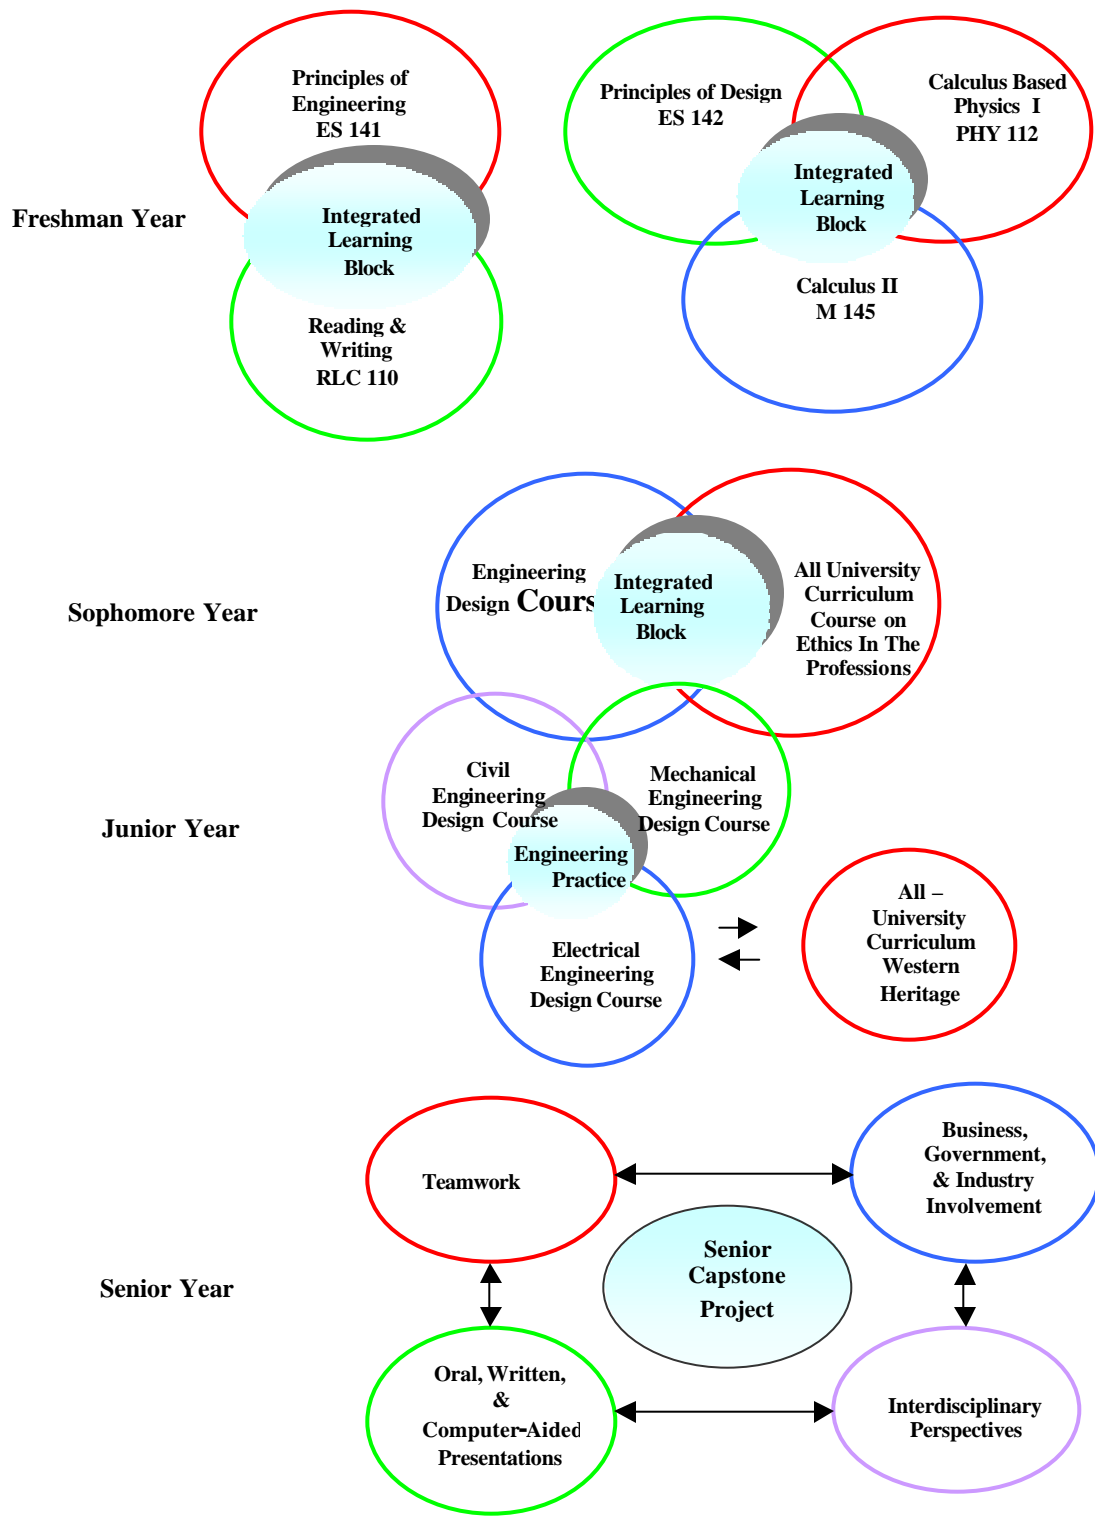 Freshman Year
Principles of
Engineering
ES 141
Integrated
Learning
Block
Reading &
Writing
RLC 110
Principles of Design
ES 142
Calculus Based
Physics I
PHY 112
Integrated
Learning
Block
Calculus II
M 145
Sophomore Year
Engineering
Design Cours
Integrated
Learning
Block
All University
Curriculum
Course on
Ethics In The
Professions
Junior Year
Civil
Engineering
Design Course
Mechanical
Engineering
Design Course
Engineering
Practice
Electrical
Engineering
Design Course
All –
University
Curriculum
Western
Heritage
Senior Year
Teamwork
Business,
Government,
& Industry
Involvement
Senior
Capstone
Project
Oral, Written,
&
Computer-Aided
Presentations
Interdisciplinary
Perspectives